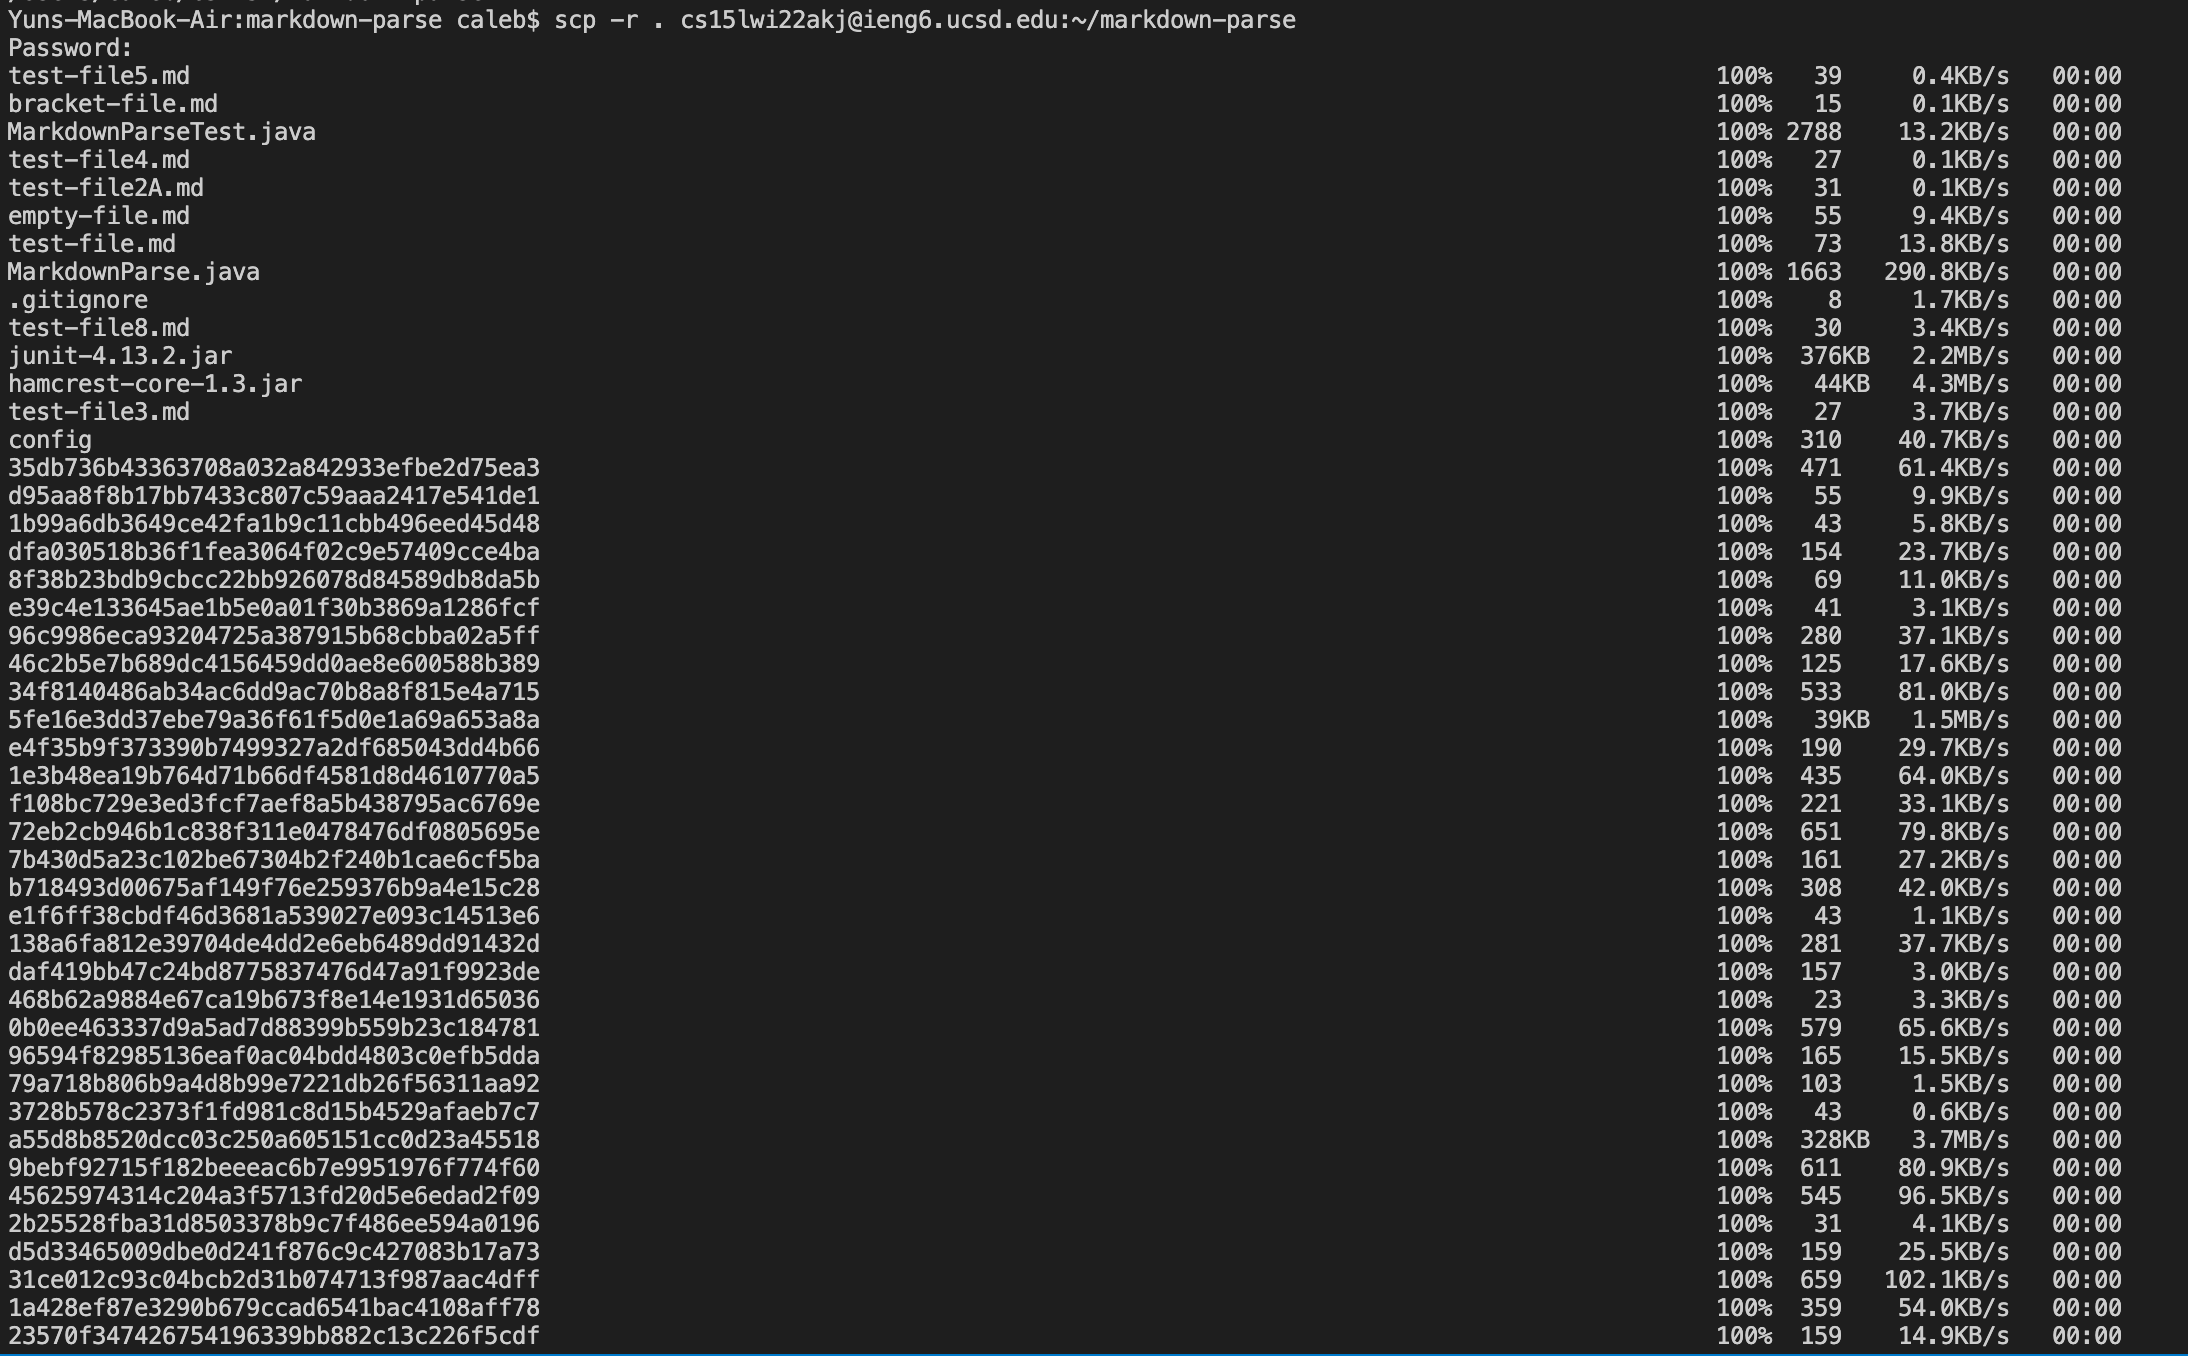 Yuns-MacBook-Air:markdown-parse caleb$ scp -r . cs15lwi22akj@ieng6.ucsd.edu:~/markdown-parse
Password:
test-file5.md 100% 39 0.4KB/s 00:00
bracket-file.md 100% 15 0.1KB/s 00:00
MarkdownParseTest.java 100% 2788 13.2KB/s 00:00
test-file4.md 100% 27 0.1KB/s 00:00
test-file2A.md 100% 31 0.1KB/s 00:00
empty-file.md 100% 55 9.4KB/s 00:00
test-file.md 100% 73 13.8KB/s 00:00
MarkdownParse.java 100% 1663 290.8KB/s 00:00
.gitignore 100% 8 1.7KB/s 00:00
test-file8.md 100% 30 3.4KB/s 00:00
junit-4.13.2.jar 100% 376KB 2.2MB/s 00:00
hamcrest-core-1.3.jar 100% 44KB 4.3MB/s 00:00
test-file3.md 100% 27 3.7KB/s 00:00
config 100% 310 40.7KB/s 00:00
35db736b43363708a032a842933efbe2d75ea3 100% 471 61.4KB/s 00:00
d95aa8f8b17bb7433c807c59aaa2417e541de1 100% 55 9.9KB/s 00:00
1b99a6db3649ce42fa1b9c11cbb496eed45d48 100% 43 5.8KB/s 00:00
dfa030518b36f1fea3064f02c9e57409cce4ba 100% 154 23.7KB/s 00:00
8f38b23bdb9cbcc22bb926078d84589db8da5b 100% 69 11.0KB/s 00:00
e39c4e133645ae1b5e0a01f30b3869a1286fcf 100% 41 3.1KB/s 00:00
96c9986eca93204725a387915b68cbba02a5ff 100% 280 37.1KB/s 00:00
46c2b5e7b689dc4156459dd0ae8e600588b389 100% 125 17.6KB/s 00:00
34f8140486ab34ac6dd9ac70b8a8f815e4a715 100% 533 81.0KB/s 00:00
5fe16e3dd37ebe79a36f61f5d0e1a69a653a8a 100% 39KB 1.5MB/s 00:00
e4f35b9f373390b7499327a2df685043dd4b66 100% 190 29.7KB/s 00:00
1e3b48ea19b764d71b66df4581d8d4610770a5 100% 435 64.0KB/s 00:00
f108bc729e3ed3fcf7aef8a5b438795ac6769e 100% 221 33.1KB/s 00:00
72eb2cb946b1c838f311e0478476df0805695e 100% 651 79.8KB/s 00:00
7b430d5a23c102be67304b2f240b1cae6cf5ba 100% 161 27.2KB/s 00:00
b718493d00675af149f76e259376b9a4e15c28 100% 308 42.0KB/s 00:00
e1f6ff38cbdf46d3681a539027e093c14513e6 100% 43 1.1KB/s 00:00
138a6fa812e39704de4dd2e6eb6489dd91432d 100% 281 37.7KB/s 00:00
daf419bb47c24bd8775837476d47a91f9923de 100% 157 3.0KB/s 00:00
468b62a9884e67ca19b673f8e14e1931d65036 100% 23 3.3KB/s 00:00
0b0ee463337d9a5ad7d88399b559b23c184781 100% 579 65.6KB/s 00:00
96594f82985136eaf0ac04bdd4803c0efb5dda 100% 165 15.5KB/s 00:00
79a718b806b9a4d8b99e7221db26f56311aa92 100% 103 1.5KB/s 00:00
3728b578c2373f1fd981c8d15b4529afaeb7c7 100% 43 0.6KB/s 00:00
a55d8b8520dcc03c250a605151cc0d23a45518 100% 328KB 3.7MB/s 00:00
9bebf92715f182beeeac6b7e9951976f774f60 100% 611 80.9KB/s 00:00
45625974314c204a3f5713fd20d5e6edad2f09 100% 545 96.5KB/s 00:00
2b25528fba31d8503378b9c7f486ee594a0196 100% 31 4.1KB/s 00:00
d5d33465009dbe0d241f876c9c427083b17a73 100% 159 25.5KB/s 00:00
31ce012c93c04bcb2d31b074713f987aac4dff 100% 659 102.1KB/s 00:00
1a428ef87e3290b679ccad6541bac4108aff78 100% 359 54.0KB/s 00:00
23570f347426754196339bb882c13c226f5cdf 100% 159 14.9KB/s 00:00